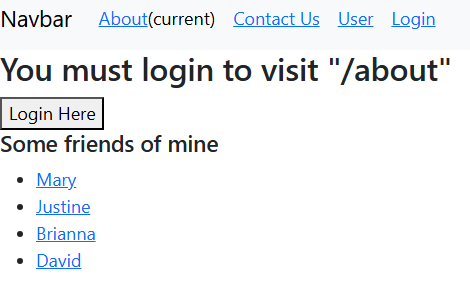 Navbar About(current) Contact Us User Login
You must login to visit "/about"
Login Here
Some friends of mine
Mary
Justine
Brianna
David